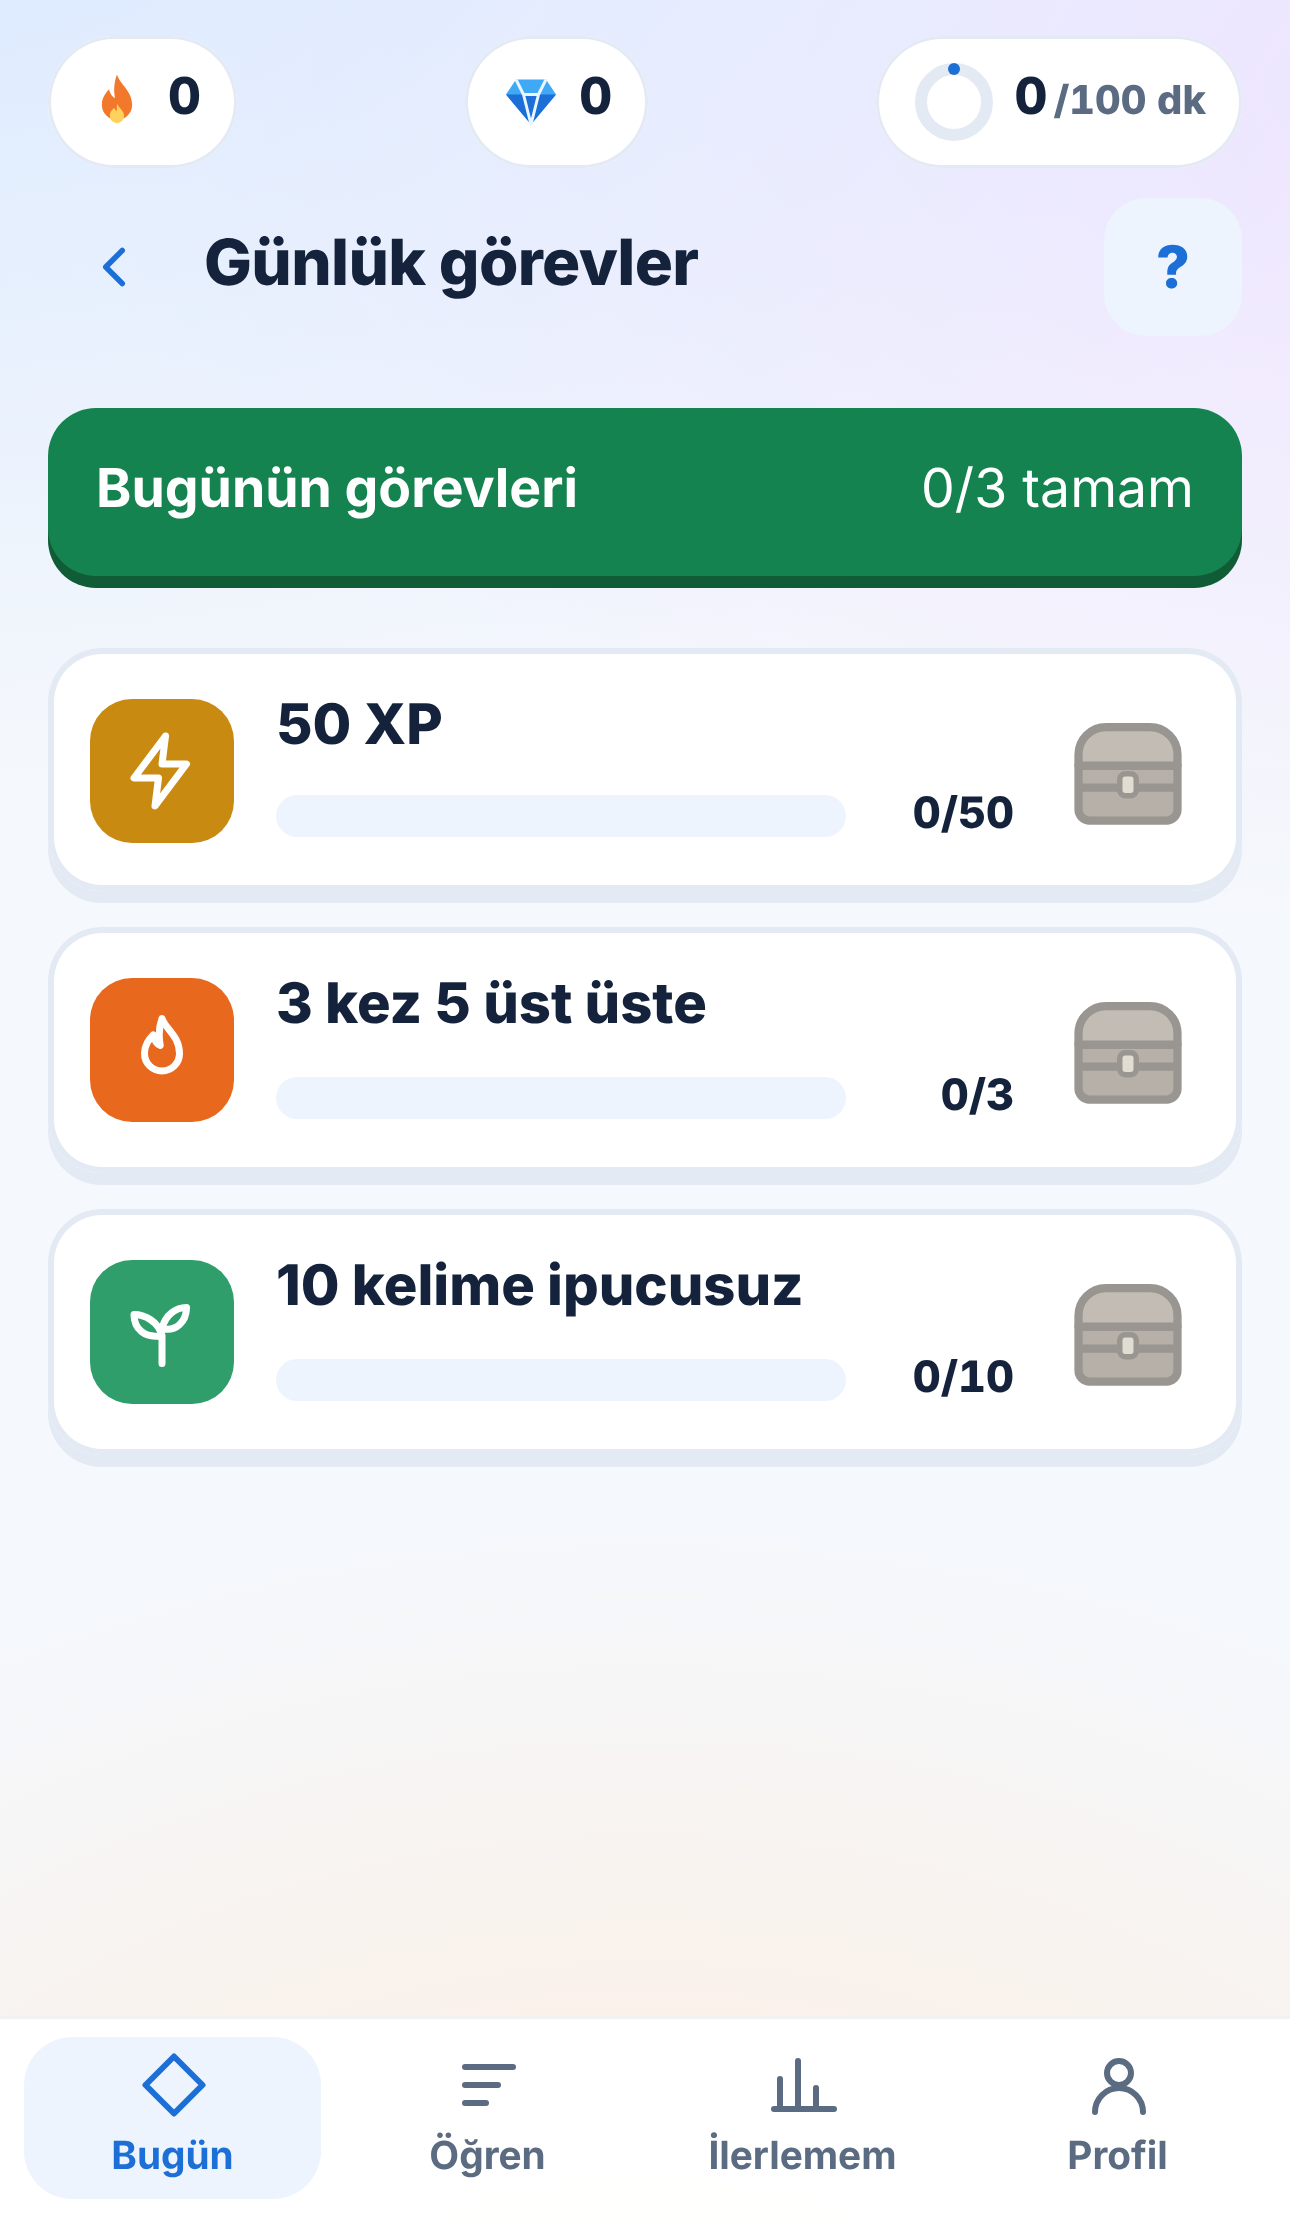 0
0
0/100 dk
Günlük görevler
?
Bugünün görevleri
0/3 tamam
50 XP
0/50
3 kez 5 üst üste
0/3
10 kelime ipucusuz
0/10
Bugün
Öğren
İlerlemem
Profil